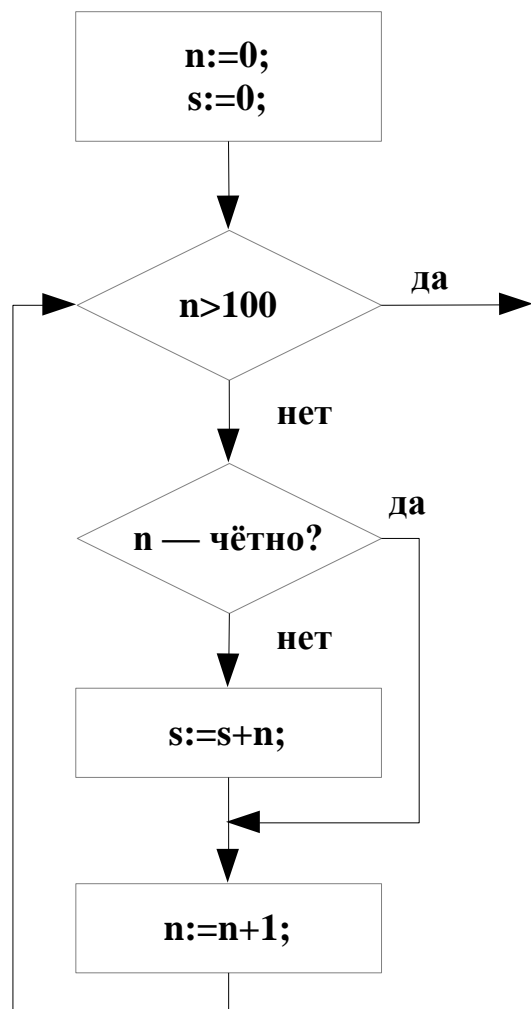 n:=0;
s:=0;
n>100
да
нет
n — чётно?
да
нет
s:=s+n;
n:=n+1;